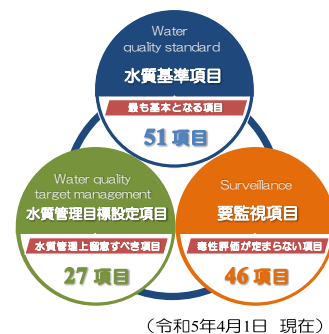 Water
quality standard
水質基準項目
最も基本となる項目
51 項目
Water quality
target management
水質管理目標設定項目
水質管理上留意すべき項目
27 項目
Surveillance
要監視項目
毒性評価が定まらない項目
46 項目
（令和5年4月1日 現在）